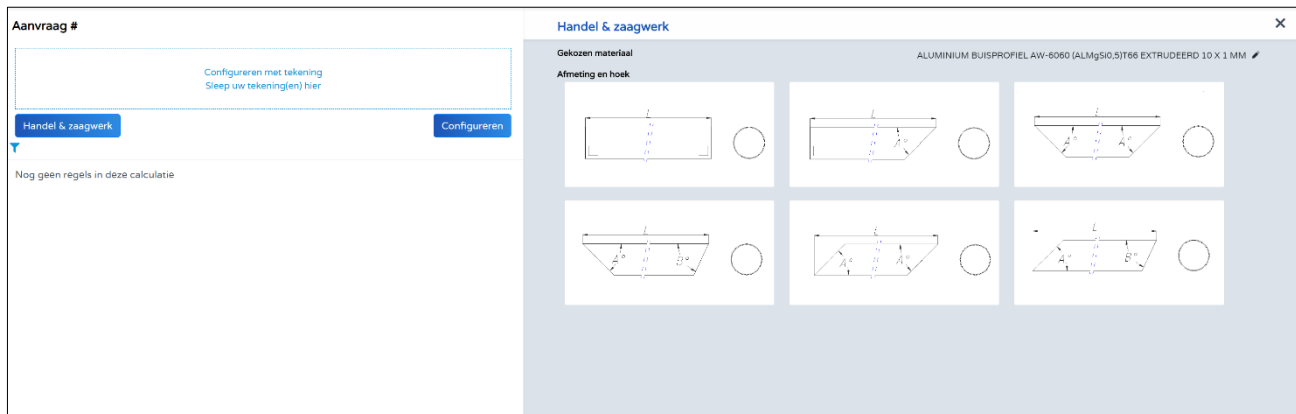 Aanvraag #
Configureren met tekening
Sleep uw tekening(en) hier
Handel & zaagwerk
Configureren
Nog geen regels in deze calculatie
Handel & zaagwerk
Gekozen materiaal
ALUMINIUM BUISPROFIEL AW-6060 (ALMgSi0,5)T66 EXTRUDEERD 10 X 1 MM
Afmeting en hoek
L
L
A°
L
A° A°
L
A° B°
L
A° A°
L
A° B°